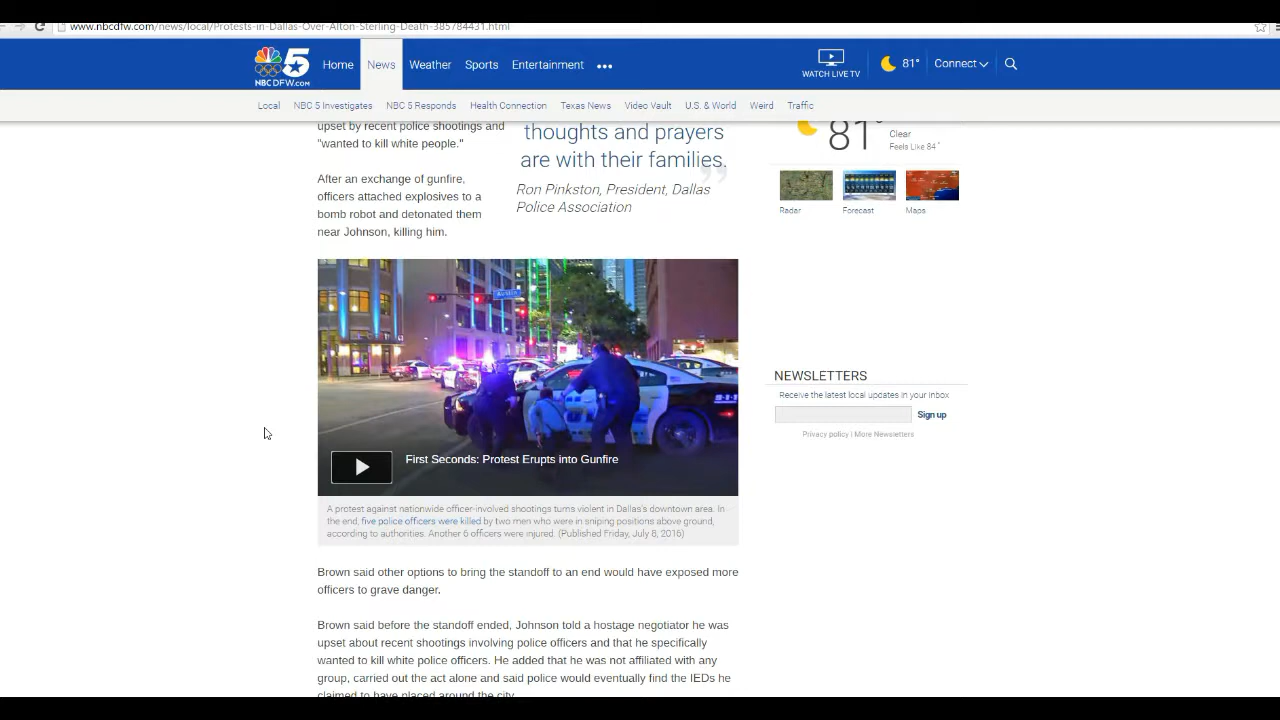 www.nbcdfw.com/news/local/Protests-in-Dallas-Over-Alton-Sterling-Death-385784431.html
5
NBCDFW.COM
Home News Weather Sports Entertainment •••
WATCH LIVE TV
81° Connect
Local NBC 5 Investigates NBC 5 Responds Health Connection Texas News Video Vault U.S. & World Weird Traffic
upset by recent police shootings and
"wanted to kill white people."
After an exchange of gunfire,
officers attached explosives to a
bomb robot and detonated them
near Johnson, killing him.
thoughts and prayers
are with their families.
”
Ron Pinkston, President, Dallas
Police Association
81°
Clear
Feels Like 84°
Radar Forecast Maps
Austin
First Seconds: Protest Erupts into Gunfire
A protest against nationwide officer-involved shootings turns violent in Dallas's downtown area. In
the end, five police officers were killed by two men who were in sniping positions above ground,
according to authorities. Another 6 officers were injured. (Published Friday, July 8, 2016)
NEWSLETTERS
Receive the latest local updates in your inbox
Sign up
Privacy policy | More Newsletters
Brown said other options to bring the standoff to an end would have exposed more
officers to grave danger.
Brown said before the standoff ended, Johnson told a hostage negotiator he was
upset about recent shootings involving police officers and that he specifically
wanted to kill white police officers. He added that he was not affiliated with any
group, carried out the act alone and said police would eventually find the IEDs he
claimed to have placed around the city.